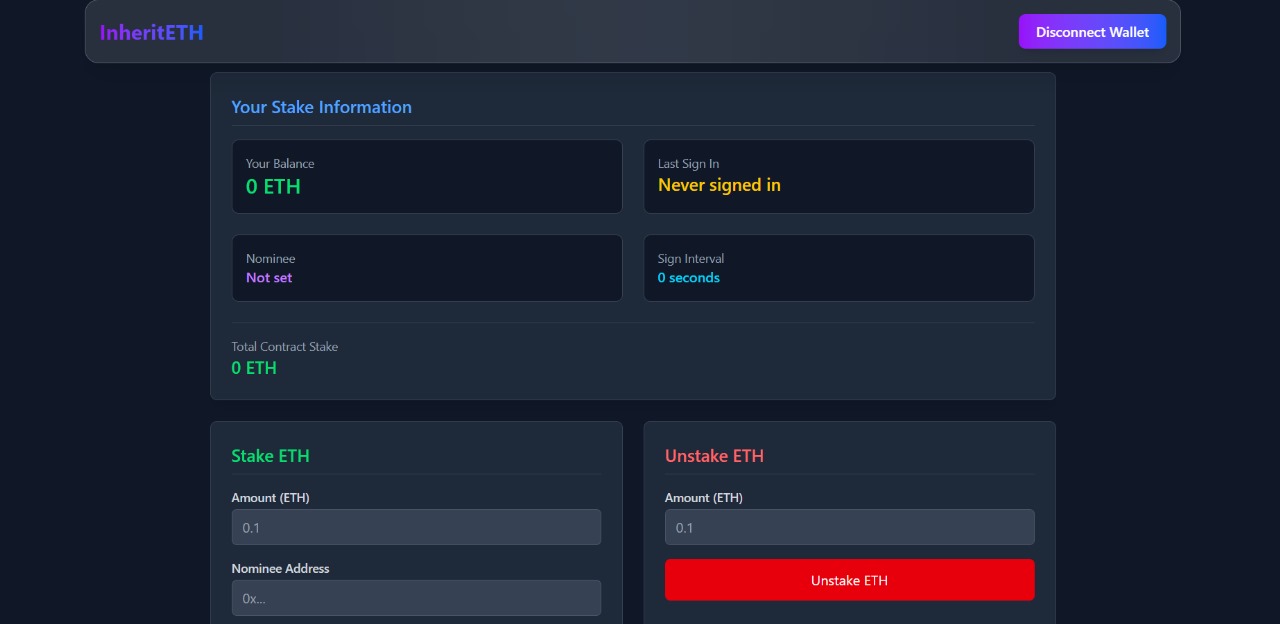 InheritETH
Disconnect Wallet
Your Stake Information
Your Balance
0 ETH
Last Sign In
Never signed in
Nominee
Not set
Sign Interval
0 seconds
Total Contract Stake
0 ETH
Stake ETH
Amount (ETH)
0.1
Nominee Address
0x...
Unstake ETH
Amount (ETH)
0.1
Unstake ETH